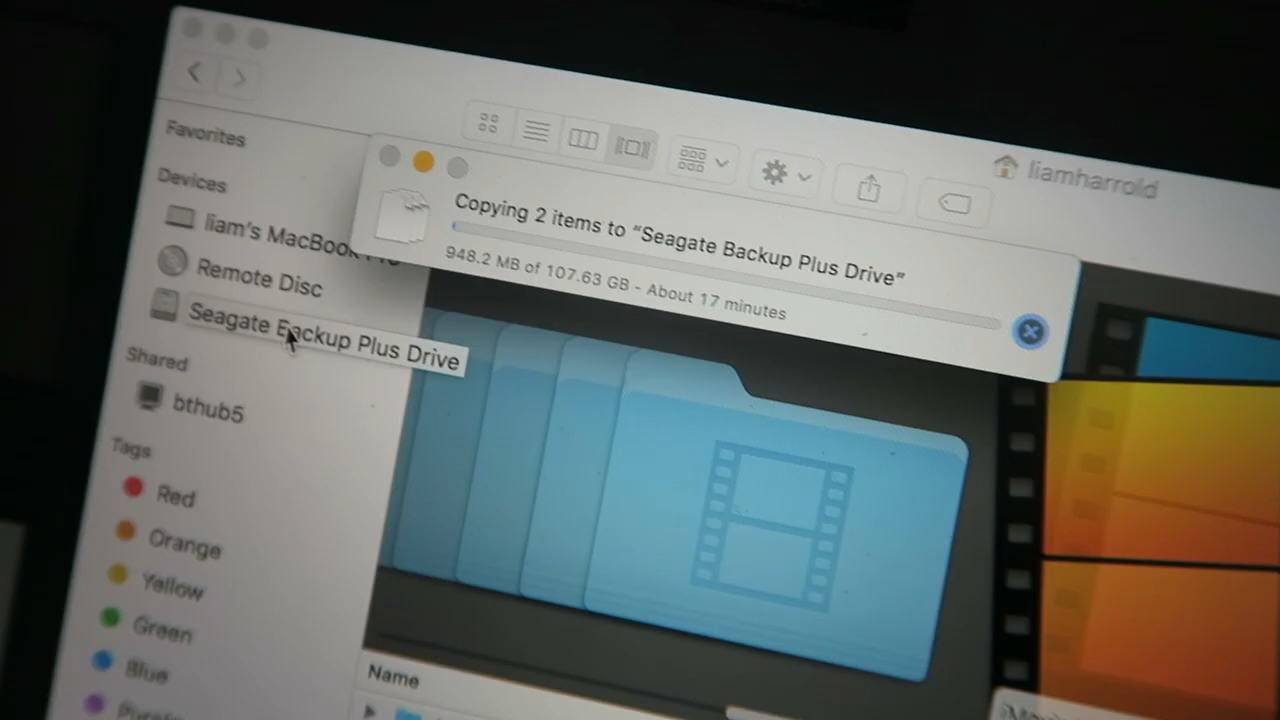 liamharrold
Favorites
Devices
liam's MacBook Pro
Remote Disc
Seagate Backup Plus Drive
Shared
bthub5
Tags
Red
Orange
Yellow
Green
Blue
Copying 2 items to “Seagate Backup Plus Drive”
948.2 MB of 107.63 GB - About 17 minutes
Name